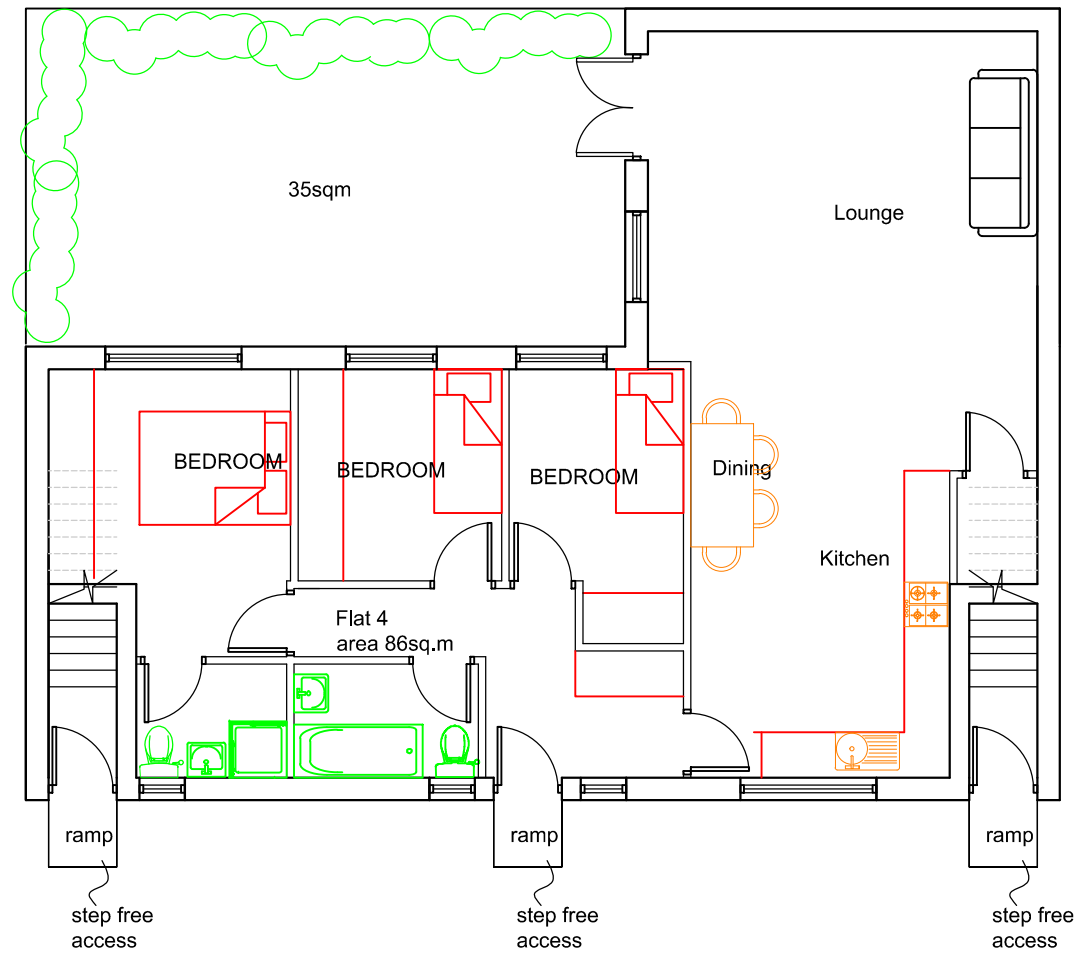 35sqm
Lounge
BEDROOM
BEDROOM
BEDROOM
Dining
Kitchen
Flat 4
area 86sq.m
ramp
ramp
ramp
step free
access
step free
access
step free
access